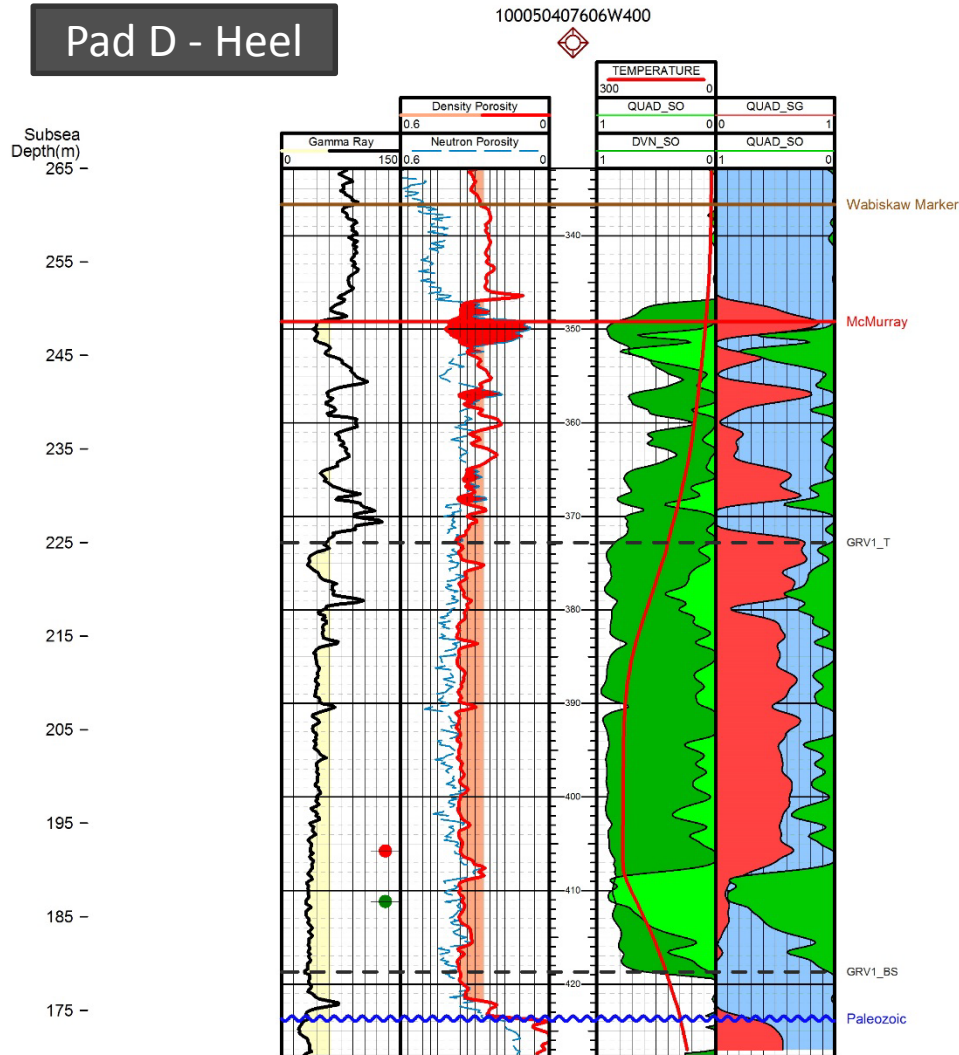 Pad D - Heel
100050407606W400
TEMPERATURE
300 0
Density Porosity
0.6 0
QUAD_SO
1 0
QUAD_SG
0 1
Subsea
Depth(m)
Gamma Ray
0 150
Neutron Porosity
0.6 0
DVN_SO
1 0
QUAD_SO
1 0
265
Wabiskaw Marker
340
255
McMurray
350
245
360
235
370
225
GRV1_T
380
215
390
205
400
195
410
185
GRV1_BS
420
175
Paleozoic